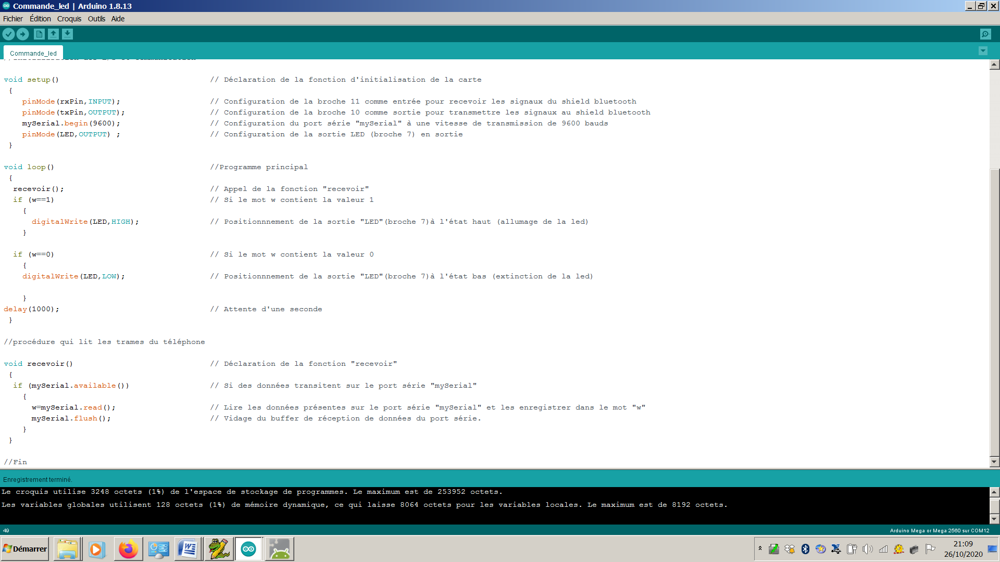 Commande_led | Arduino 1.8.13
Fichier Édition Croquis Outils Aide
Commande_led
void setup() // Déclaration de la fonction d'initialisation de la carte
{
pinMode(rxPin,INPUT); // Configuration de la broche 11 comme entrée pour recevoir les signaux du shield bluetooth
pinMode(txPin,OUTPUT); // Configuration de la broche 10 comme sortie pour transmettre les signaux au shield bluetooth
mySerial.begin(9600); // Configuration du port série "mySerial" à une vitesse de transmission de 9600 bauds
pinMode(LED,OUTPUT) ; // Configuration de la sortie LED (broche 7) en sortie
}
void loop() //Programme principal
{
recevoir(); // Appel de la fonction "recevoir"
if (w==1) // Si le mot w contient la valeur 1
{
digitalWrite(LED,HIGH); // Positionnnement de la sortie "LED"(broche 7)à l'état haut (allumage de la led)
}
if (w==0) // Si le mot w contient la valeur 0
{
digitalWrite(LED,LOW); // Positionnnement de la sortie "LED"(broche 7)à l'état bas (extinction de la led)
}
delay(1000); // Attente d'une seconde
}
//procédure qui lit les trames du téléphone
void recevoir() // Déclaration de la fonction "recevoir"
{
if (mySerial.available()) // Si des données transitent sur le port série "mySerial"
{
w=mySerial.read(); // Lire les données présentes sur le port série "mySerial" et les enregistrer dans le mot "w"
mySerial.flush(); // Vidage du buffer de réception de données du port série.
}
}
//Fin
Enregistrement terminé.
Le croquis utilise 3248 octets (1%) de l'espace de stockage de programmes. Le maximum est de 253952 octets.
Les variables globales utilisent 128 octets (1%) de mémoire dynamique, ce qui laisse 8064 octets pour les variables locales. Le maximum est de 8192 octets.
49 Arduino Mega or Mega 2560 sur COM12
Démarrer
21:09
26/10/2020